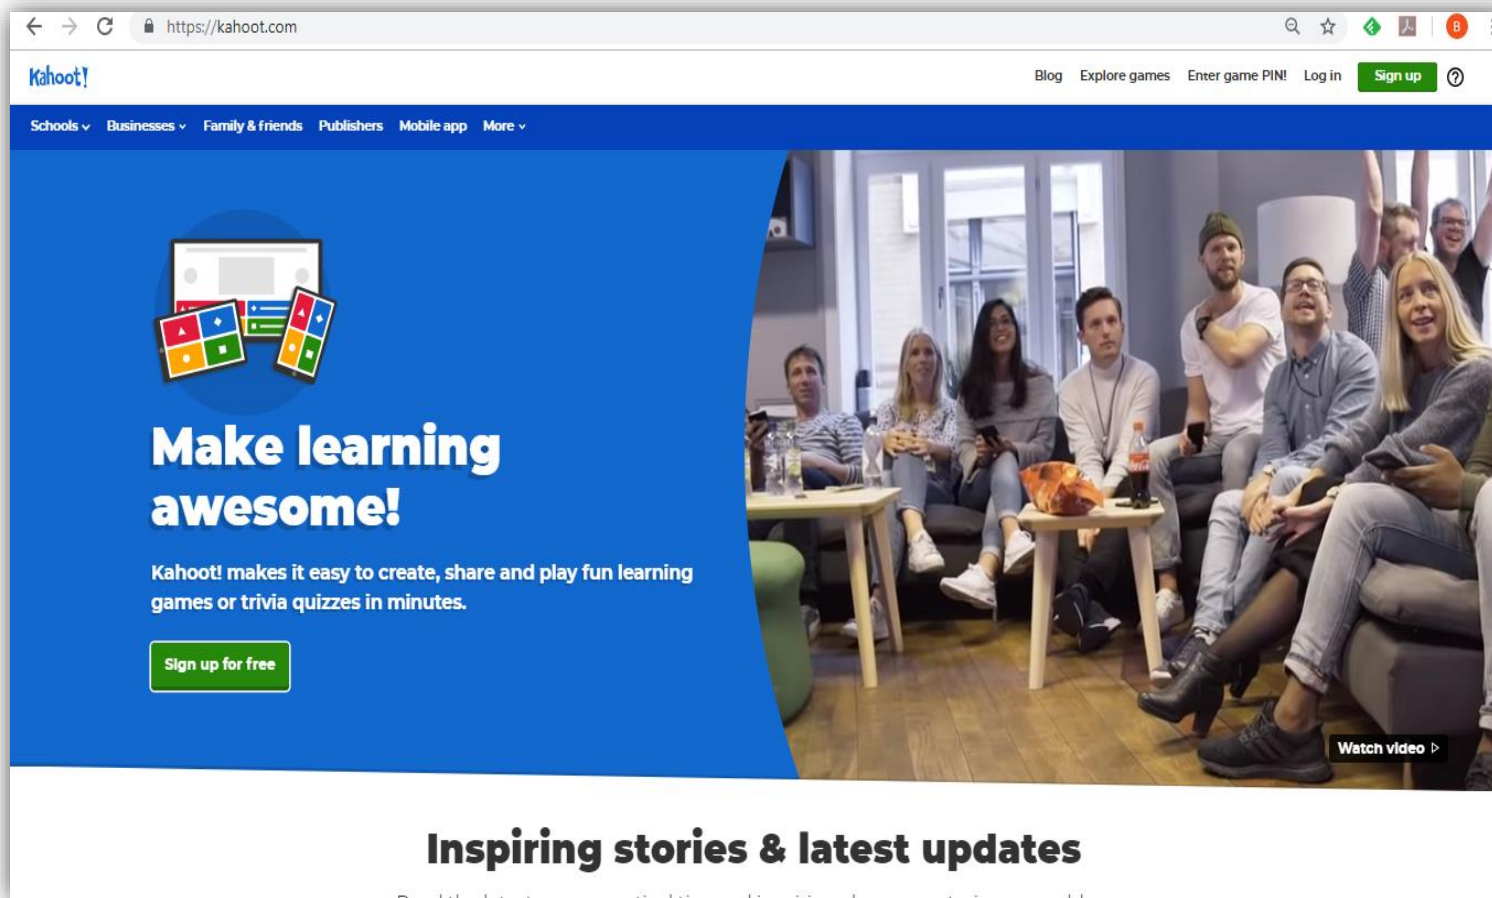 https://kahoot.com
B
Kahoot!
Blog Explore games Enter game PIN! Log in Sign up ?
Schools Businesses Family & friends Publishers Mobile app More
Make learning
awesome!
Kahoot! makes it easy to create, share and play fun learning
games or trivia quizzes in minutes.
Sign up for free
Watch video
Inspiring stories & latest updates